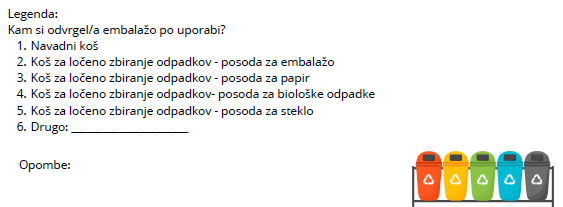 Legenda:
Kam si odvrgel/a embalažo po uporabi?
1. Navadni koš
2. Koš za ločeno zbiranje odpadkov - posoda za embalažo
3. Koš za ločeno zbiranje odpadkov - posoda za papir
4. Koš za ločeno zbiranje odpadkov- posoda za biološke odpadke
5. Koš za ločeno zbiranje odpadkov - posoda za steklo
6. Drugo: ____________________
Opombe: